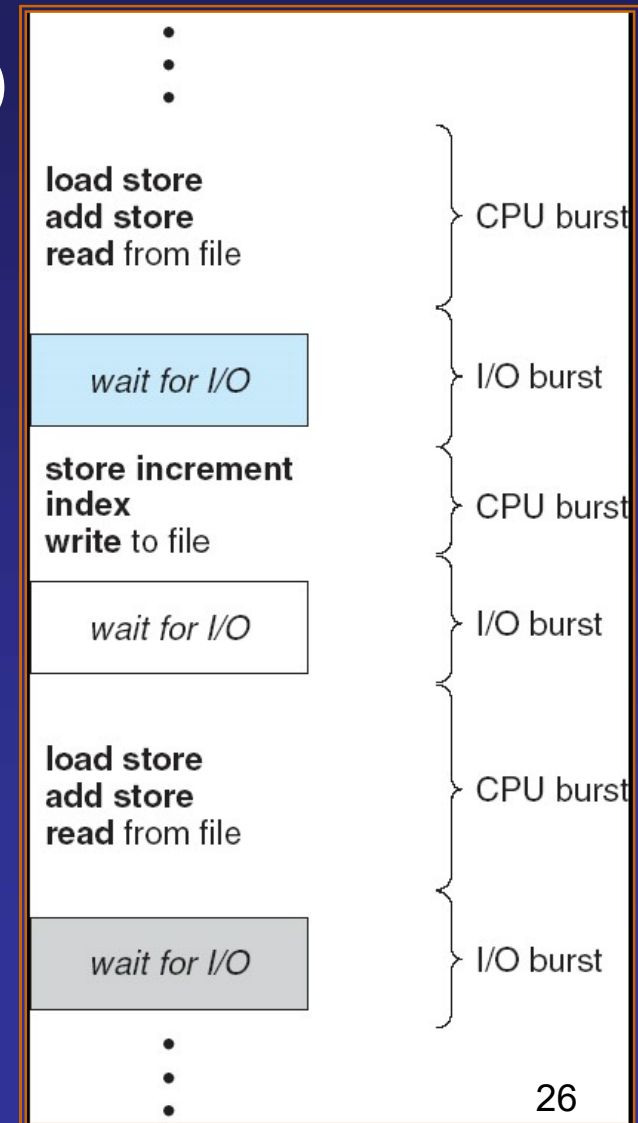 )
load store
add store
read from file
CPU burst
wait for I/O
I/O burst
store increment
index
write to file
CPU burst
wait for I/O
I/O burst
load store
add store
read from file
CPU burst
wait for I/O
I/O burst
26